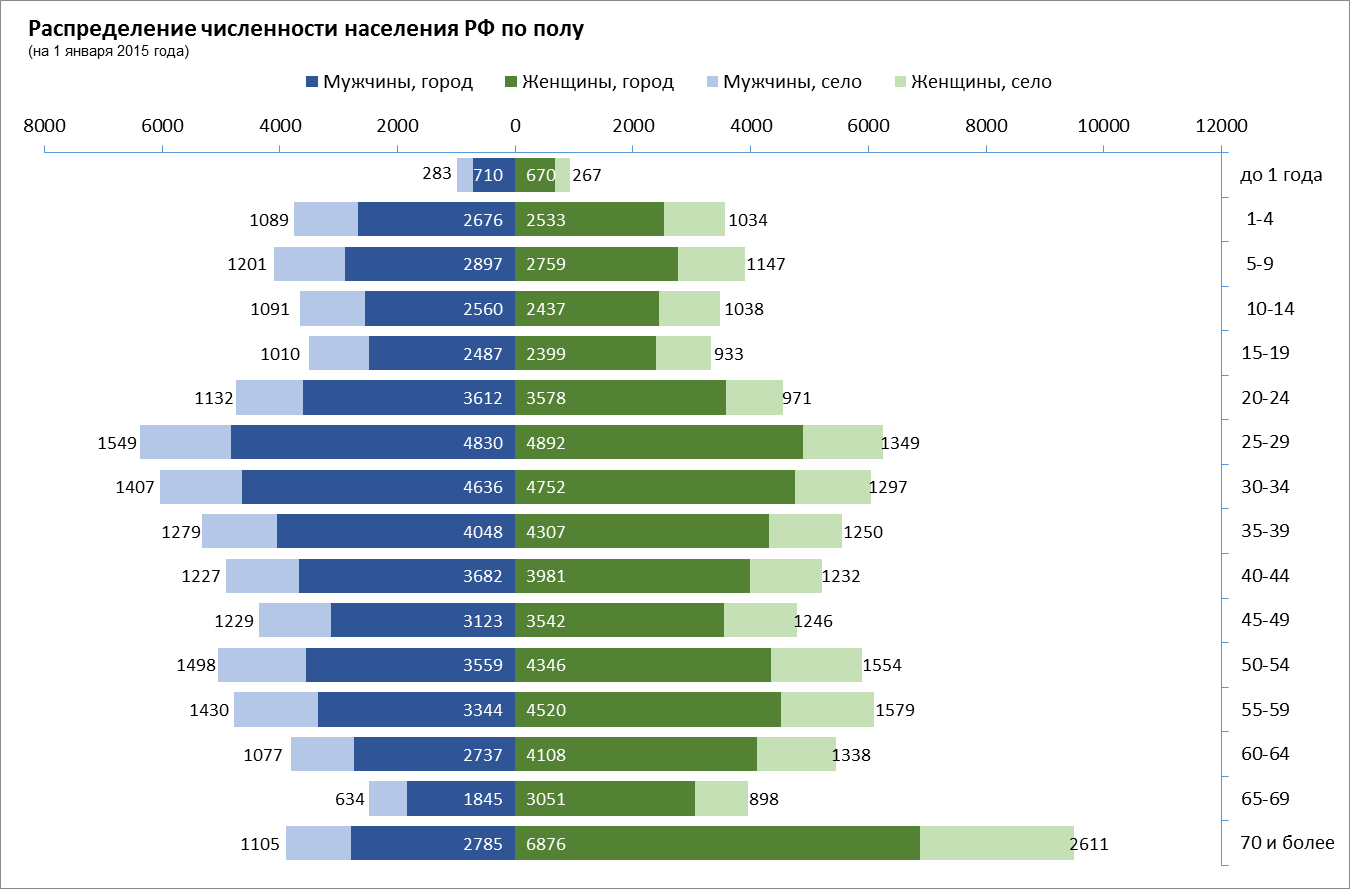 Распределение численности населения РФ по полу
(на 1 января 2015 года)
Мужчины, город Женщины, город Мужчины, село Женщины, село
8000 6000 4000 2000 0 2000 4000 6000 8000 10000 12000
283 710 670 267 до 1 года
1089 2676 2533 1034 1-4
1201 2897 2759 1147 5-9
1091 2560 2437 1038 10-14
1010 2487 2399 933 15-19
1132 3612 3578 971 20-24
1549 4830 4892 1349 25-29
1407 4636 4752 1297 30-34
1279 4048 4307 1250 35-39
1227 3682 3981 1232 40-44
1229 3123 3542 1246 45-49
1498 3559 4346 1554 50-54
1430 3344 4520 1579 55-59
1077 2737 4108 1338 60-64
634 1845 3051 898 65-69
1105 2785 6876 2611 70 и более